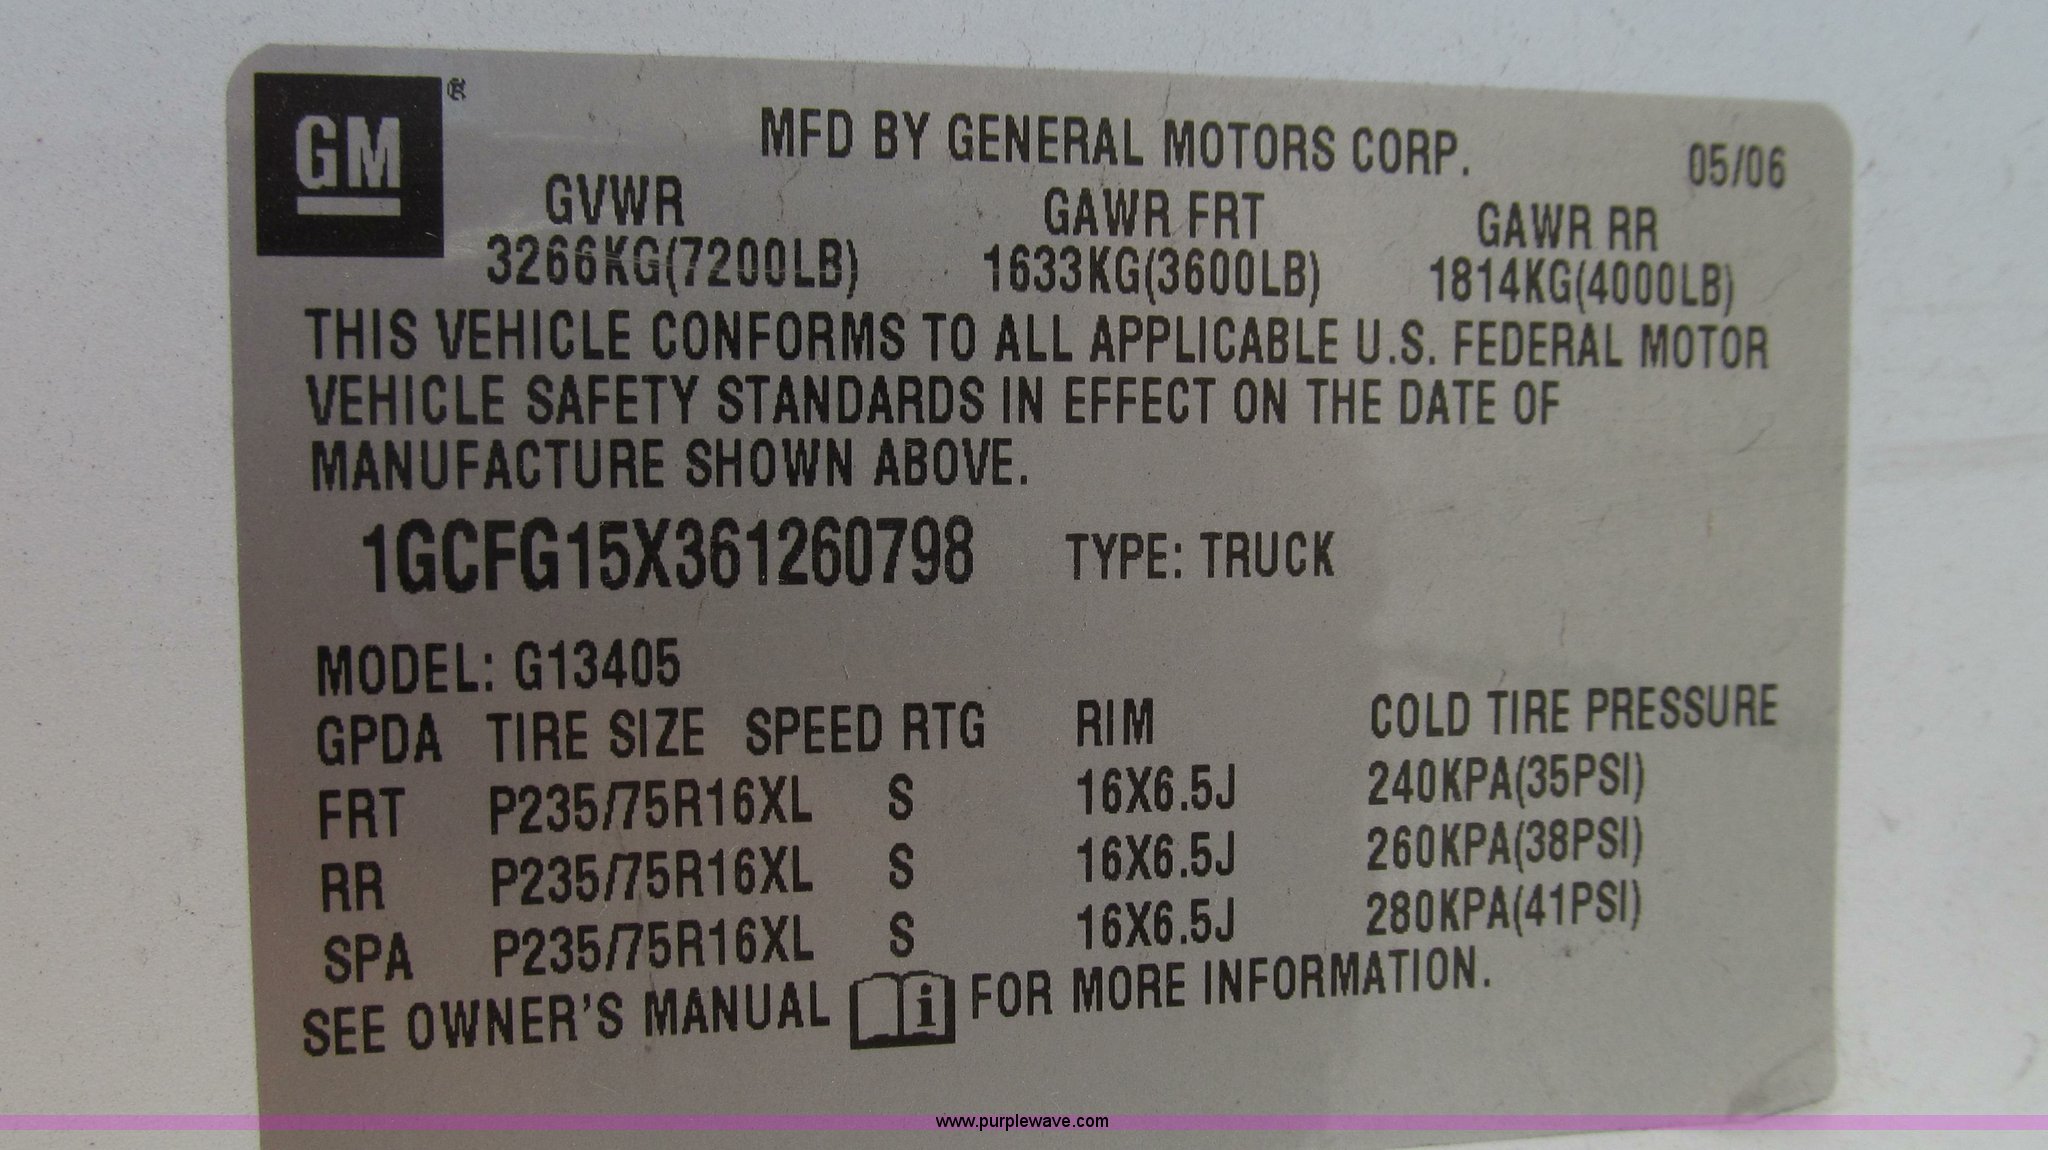 GM ®
MFD BY GENERAL MOTORS CORP. 05/06
GVWR GAWR FRT GAWR RR
3266KG(7200LB) 1633KG(3600LB) 1814KG(4000LB)
THIS VEHICLE CONFORMS TO ALL APPLICABLE U.S. FEDERAL MOTOR
VEHICLE SAFETY STANDARDS IN EFFECT ON THE DATE OF
MANUFACTURE SHOWN ABOVE.
1GCFG15X361260798 TYPE: TRUCK
MODEL: G13405
GPDA TIRE SIZE SPEED RTG RIM COLD TIRE PRESSURE
FRT P235/75R16XL S 16X6.5J 240KPA(35PSI)
RR P235/75R16XL S 16X6.5J 260KPA(38PSI)
SPA P235/75R16XL S 16X6.5J 280KPA(41PSI)
SEE OWNER'S MANUAL i FOR MORE INFORMATION.
www.purplewave.com